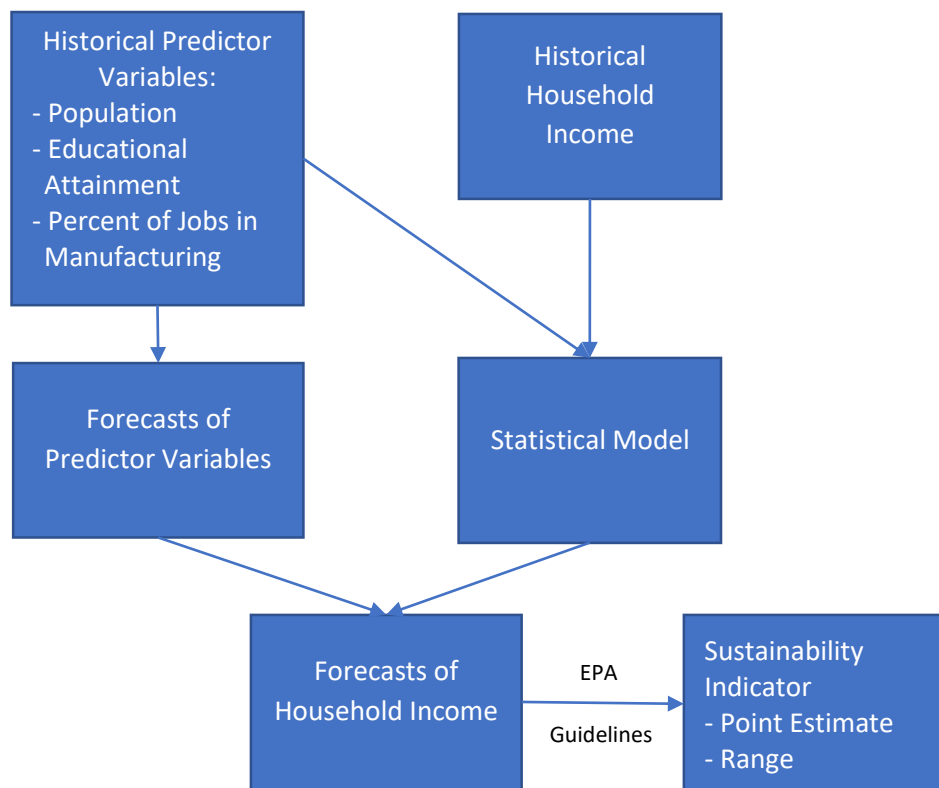 Historical Predictor
Variables:
- Population
- Educational
Attainment
- Percent of Jobs in
Manufacturing
Historical
Household
Income
Forecasts of
Predictor Variables
Statistical Model
Forecasts of
Household Income
EPA
Guidelines
Sustainability
Indicator
- Point Estimate
- Range